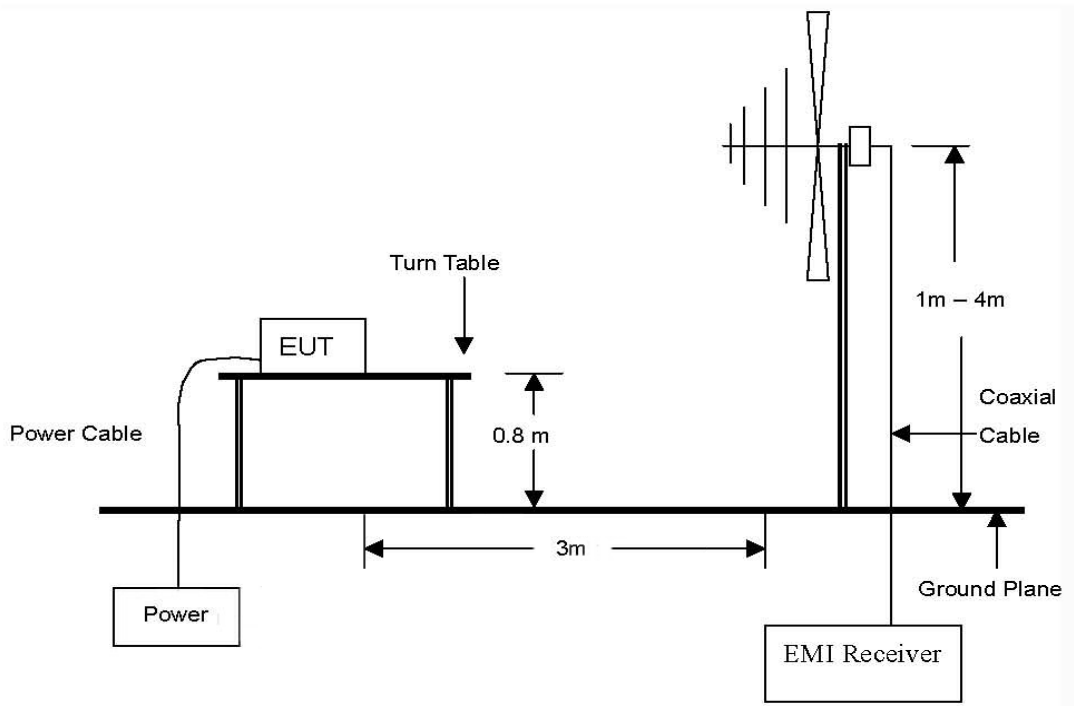 Turn Table
1m – 4m
EUT
Coaxial
Cable
0.8 m
Power Cable
3m
Ground Plane
Power
EMI Receiver